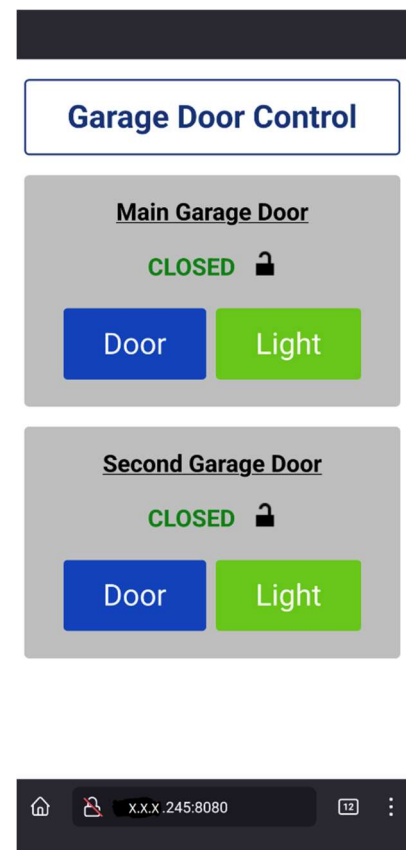 Garage Door Control
Main Garage Door
CLOSED
Door Light
Second Garage Door
CLOSED
Door Light
x.x.x.245:8080 12